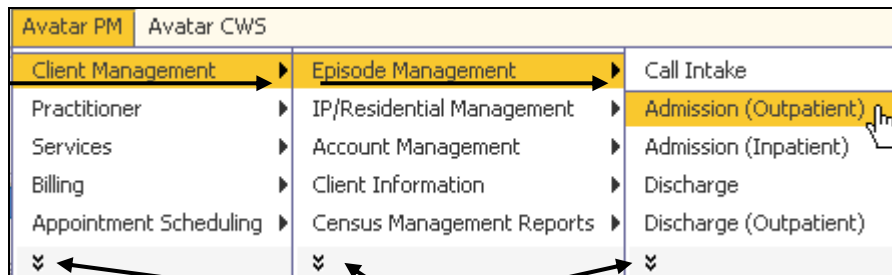 Avatar PM Avatar CWS
Client Management
Practitioner
Services
Billing
Appointment Scheduling
Episode Management
IP/Residential Management
Account Management
Client Information
Census Management Reports
Call Intake
Admission (Outpatient)
Admission (Inpatient)
Discharge
Discharge (Outpatient)